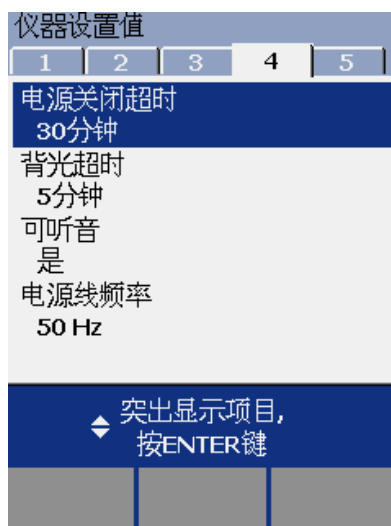 仪器设置值
1 2 3 4 5
电源关闭超时
30分钟
背光超时
5分钟
可听音
是
电源线频率
50 Hz
突出显示项目,
按ENTER键